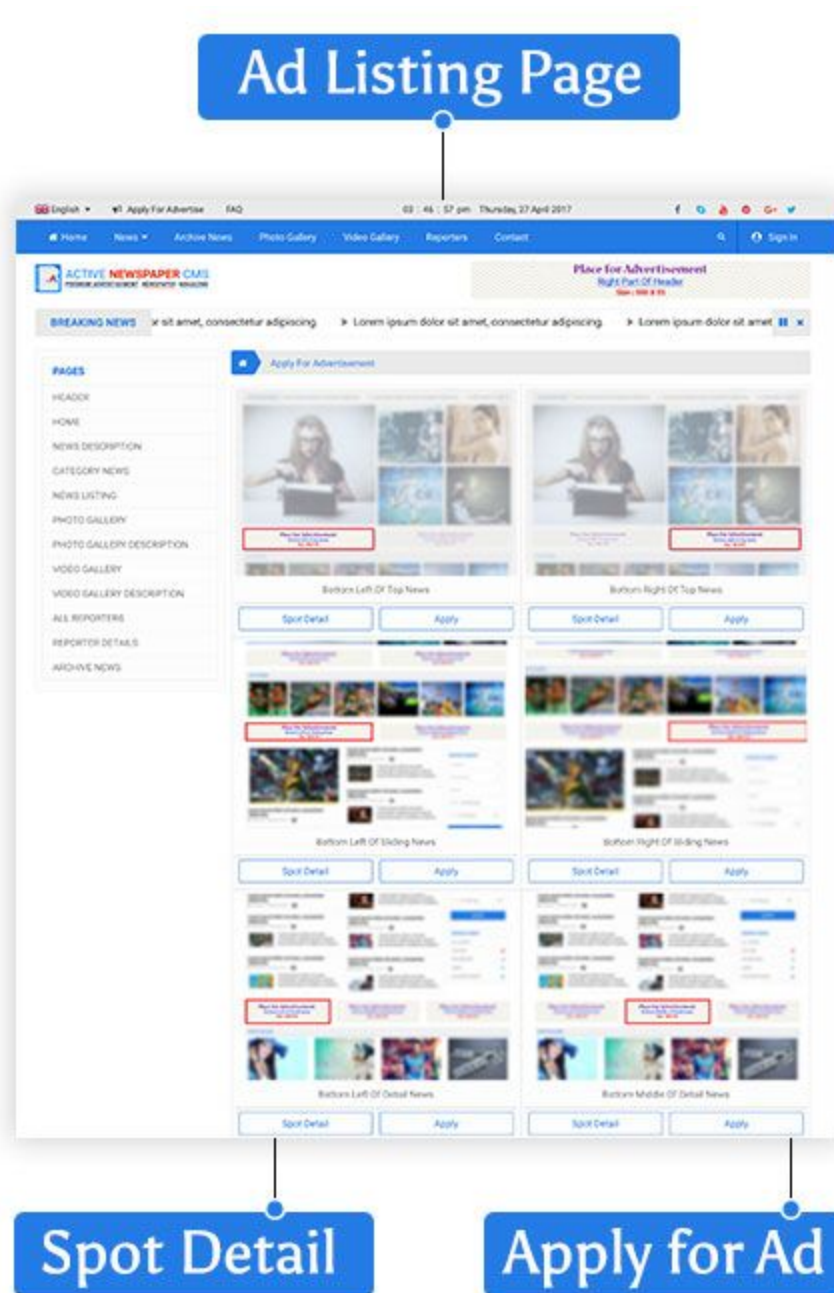 Ad Listing Page
English Apply For Advertise FAQ 03 : 46 : 57 pm Thursday, 27 April 2017
Home News Archive News Photo Gallery Video Gallery Reporters Contact Sign In
ACTIVE NEWSPAPER CMS
Place for Advertisement
Right Part Of Header
BREAKING NEWS or sit amet, consectetur adipiscing. Lorem ipsum dolor sit amet, consectetur adipiscing. Lorem ipsum dolor sit amet
PAGES
HEADER
HOME
NEWS DESCRIPTION
CATEGORY NEWS
NEWS LISTING
PHOTO GALLERY
PHOTO GALLERY DESCRIPTION
VIDEO GALLERY
VIDEO GALLERY DESCRIPTION
ALL REPORTERS
REPORTER DETAILS
ARCHIVE NEWS
Apply For Advertisement
Bottom Left Of Top News Bottom Right Of Top News
Spot Detail Apply Spot Detail Apply
Bottom Left Of Sliding News Bottom Right Of Sliding News
Spot Detail Apply Spot Detail Apply
Bottom Left Of Detail News Bottom Middle Of Detail News
Spot Detail Apply Spot Detail Apply
Spot Detail Apply for Ad